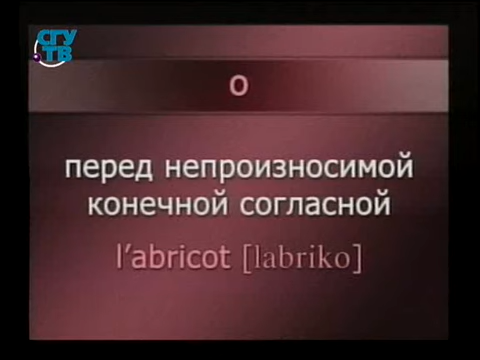 СГУ
ТВ
о
перед непроизносимой
конечной согласной
l'abricot [labriko]